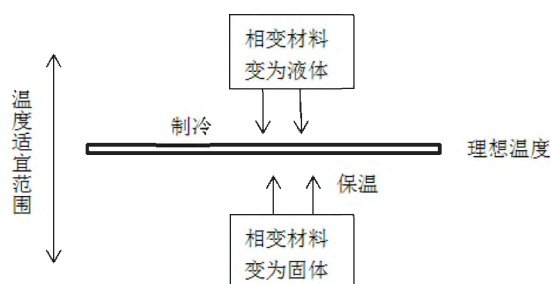 相变材料
变为液体
温度适宜范围
制冷
理想温度
保温
相变材料
变为固体